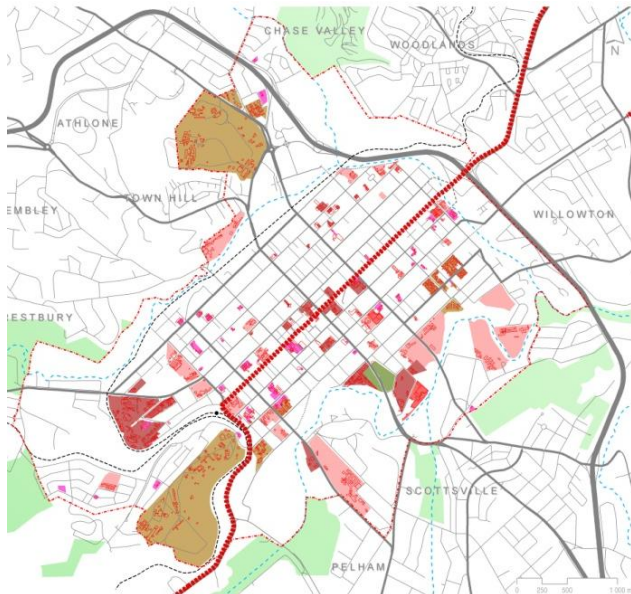 CHASE VALLEY
WOODLANDS
N
ATHLONE
TOWN HILL
EMBLEY
WILLOWTON
RESTBURY
SCOTTSVILLE
PELHAM
0 250 500 1 000 m